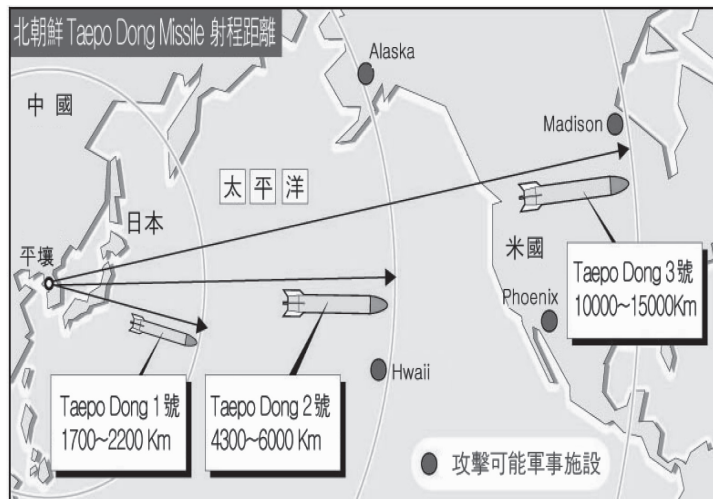 北朝鮮 Taepo Dong Missile 射程距離
中國
Alaska
Madison
太平洋
日本
平壤
米國
Phoenix
Taepo Dong 3號
10000~15000Km
Hwaii
Taepo Dong 1號
1700~2200 Km
Taepo Dong 2號
4300~6000 Km
攻擊可能軍事施設